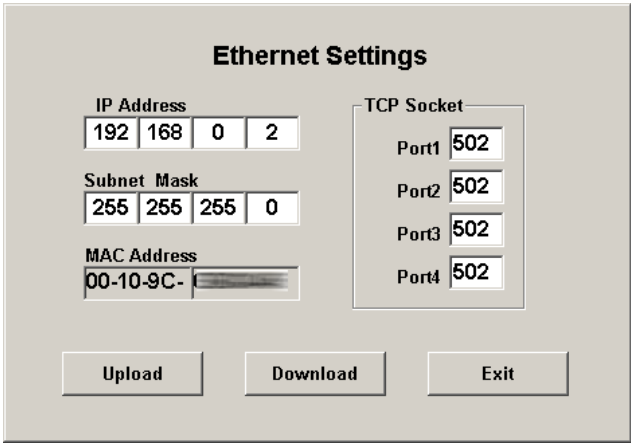 Ethernet Settings
IP Address
192 168 0 2
Subnet Mask
255 255 255 0
MAC Address
00-10-9C-
TCP Socket
Port1 502
Port2 502
Port3 502
Port4 502
Upload
Download
Exit